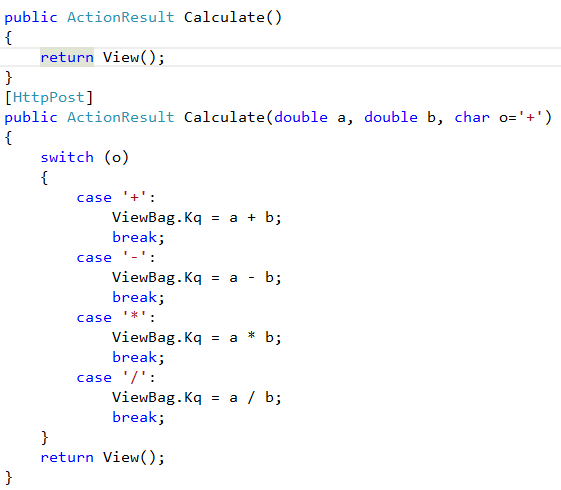 public ActionResult Calculate()
{
    return View();
}
[HttpPost]
public ActionResult Calculate(double a, double b, char o='+')
{
    switch (o)
    {
        case '+':
            ViewBag.Kq = a + b;
            break;
        case '-':
            ViewBag.Kq = a - b;
            break;
        case '*':
            ViewBag.Kq = a * b;
            break;
        case '/':
            ViewBag.Kq = a / b;
            break;
    }
    return View();
}